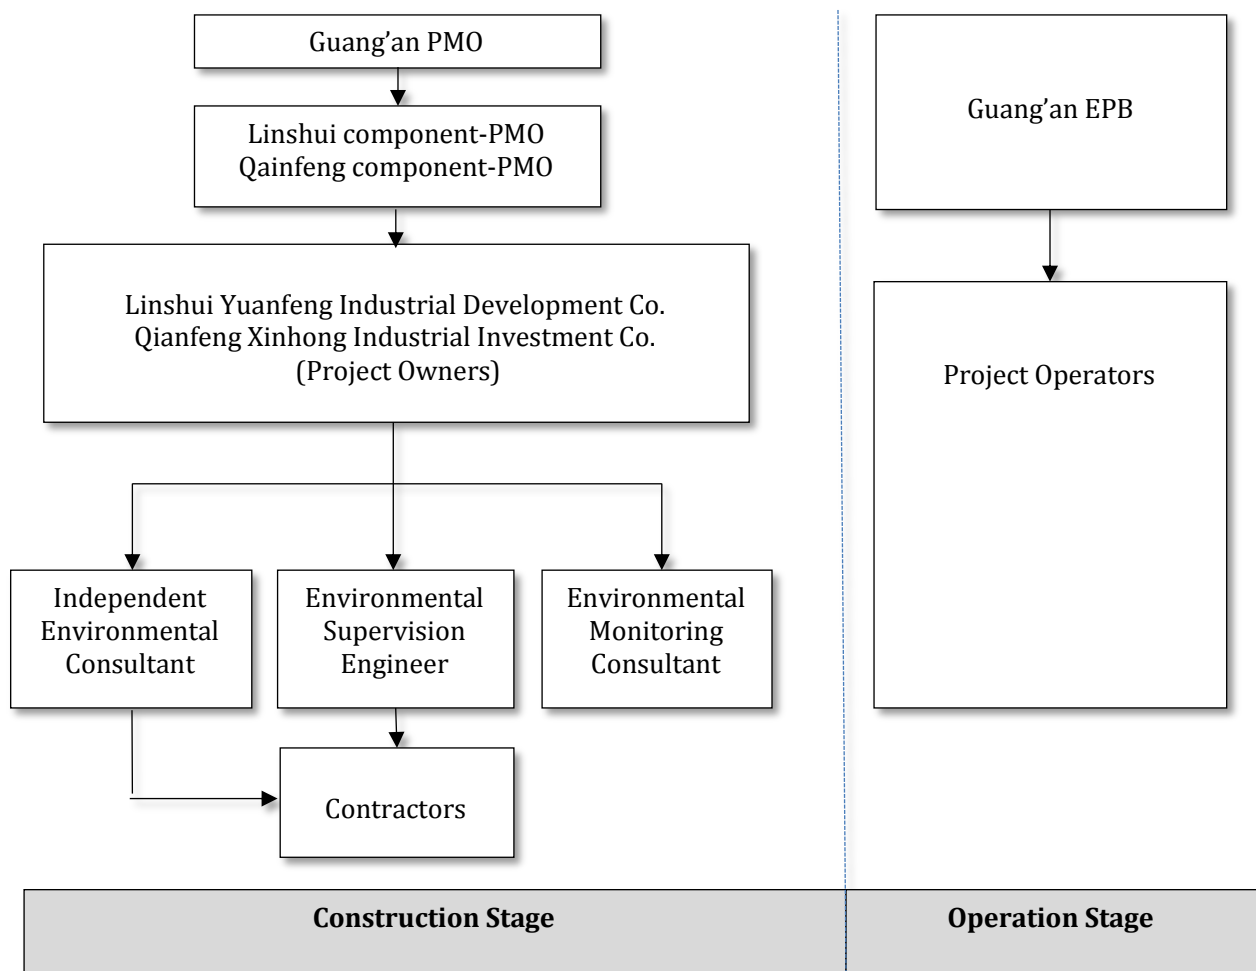 Guang’an PMO
Linshui component-PMO
Qainfeng component-PMO
Linshui Yuanfeng Industrial Development Co.
Qianfeng Xinhong Industrial Investment Co.
(Project Owners)
Independent
Environmental
Consultant
Environmental
Supervision
Engineer
Environmental
Monitoring
Consultant
Contractors
Construction Stage
Guang’an EPB
Project Operators
Operation Stage